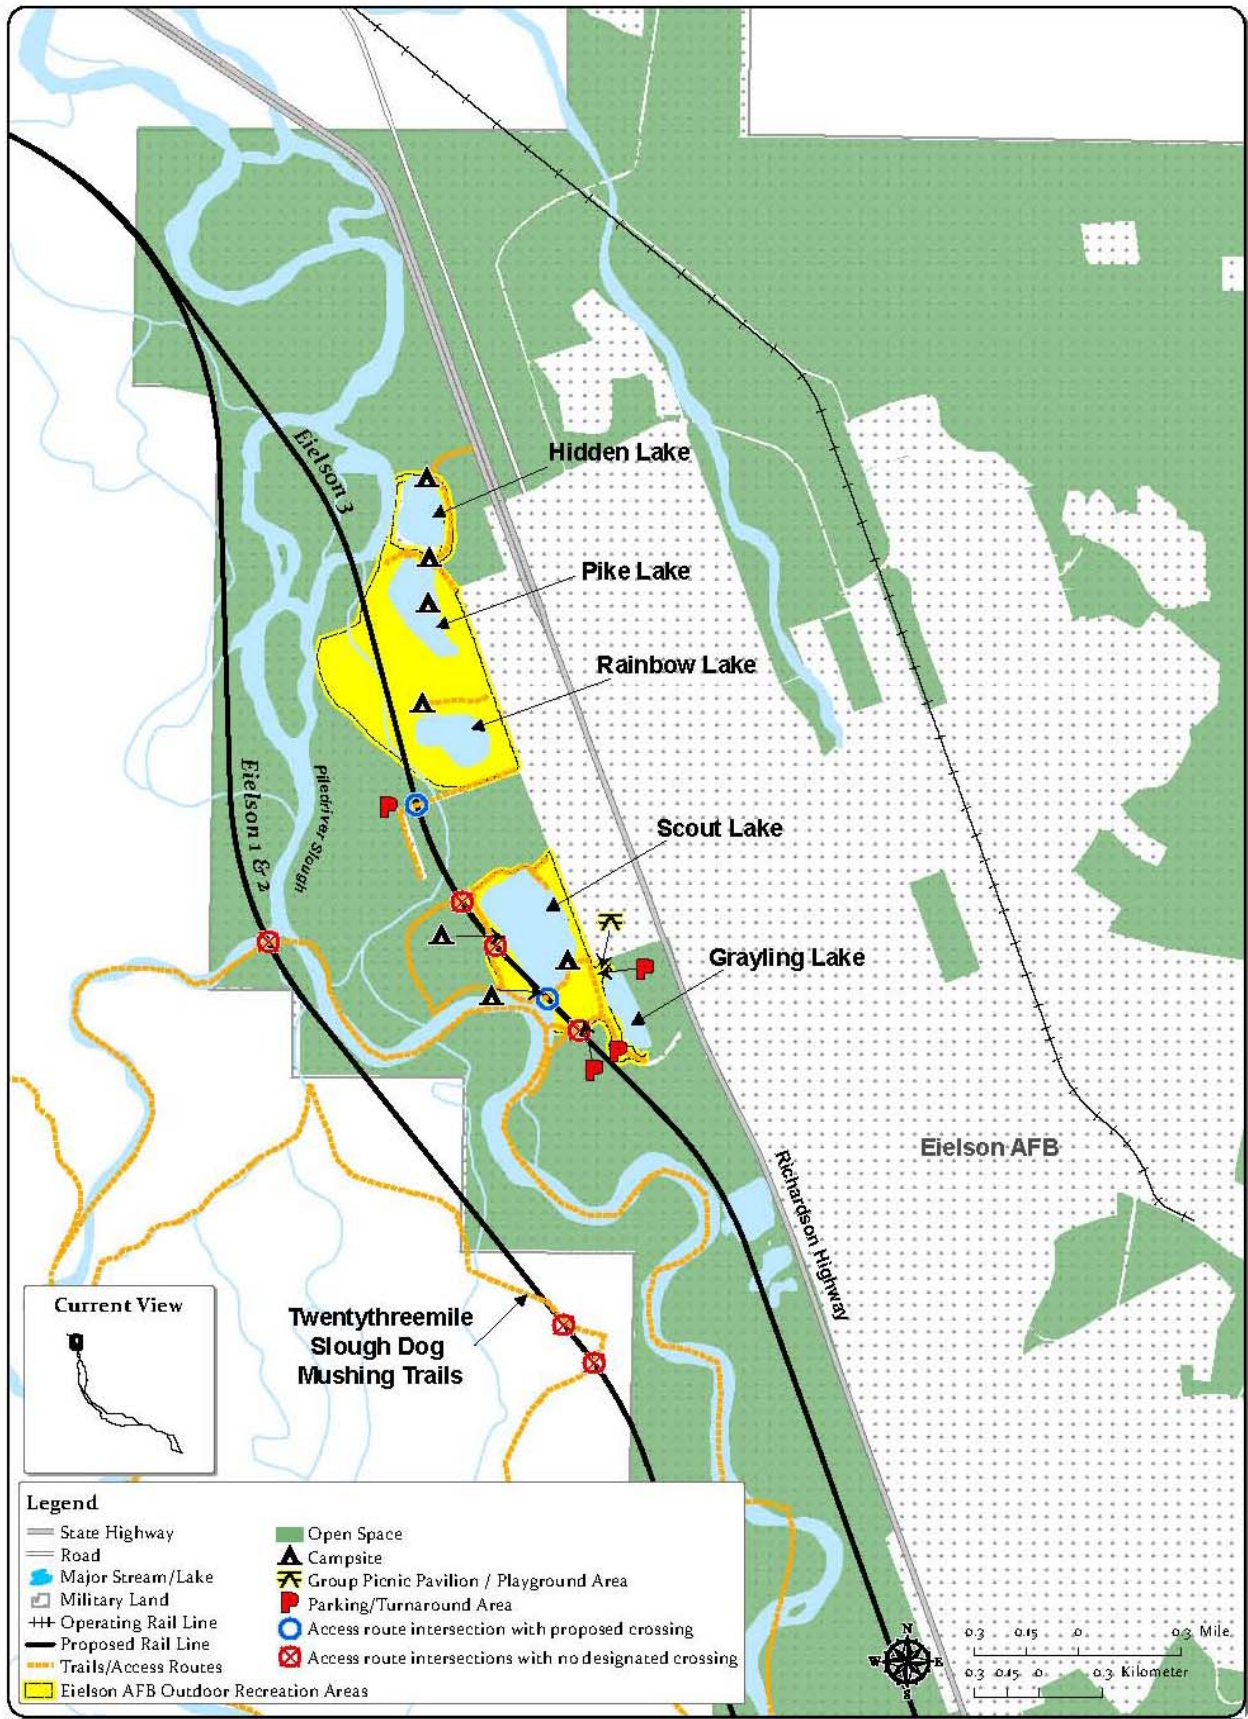 Eielson 3
Hidden Lake
Pike Lake
Rainbow Lake
Eielson 1 & 2
Piledriver Slough
P
Scout Lake
Grayling Lake
P
P
P
Eielson AFB
Richardson Highway
Twentythreemile
Slough Dog
Mushing Trails
Current View
Legend
State Highway
Road
Major Stream/Lake
Military Land
Operating Rail Line
Proposed Rail Line
Trails/Access Routes
Eielson AFB Outdoor Recreation Areas
Open Space
Campsite
Group Picnic Pavilion / Playground Area
P Parking/Turnaround Area
Access route intersection with proposed crossing
Access route intersections with no designated crossing
N
W E
S
0.3 0.15 0 0.3 Mile
0.3 0.15 0 0.3 Kilometer